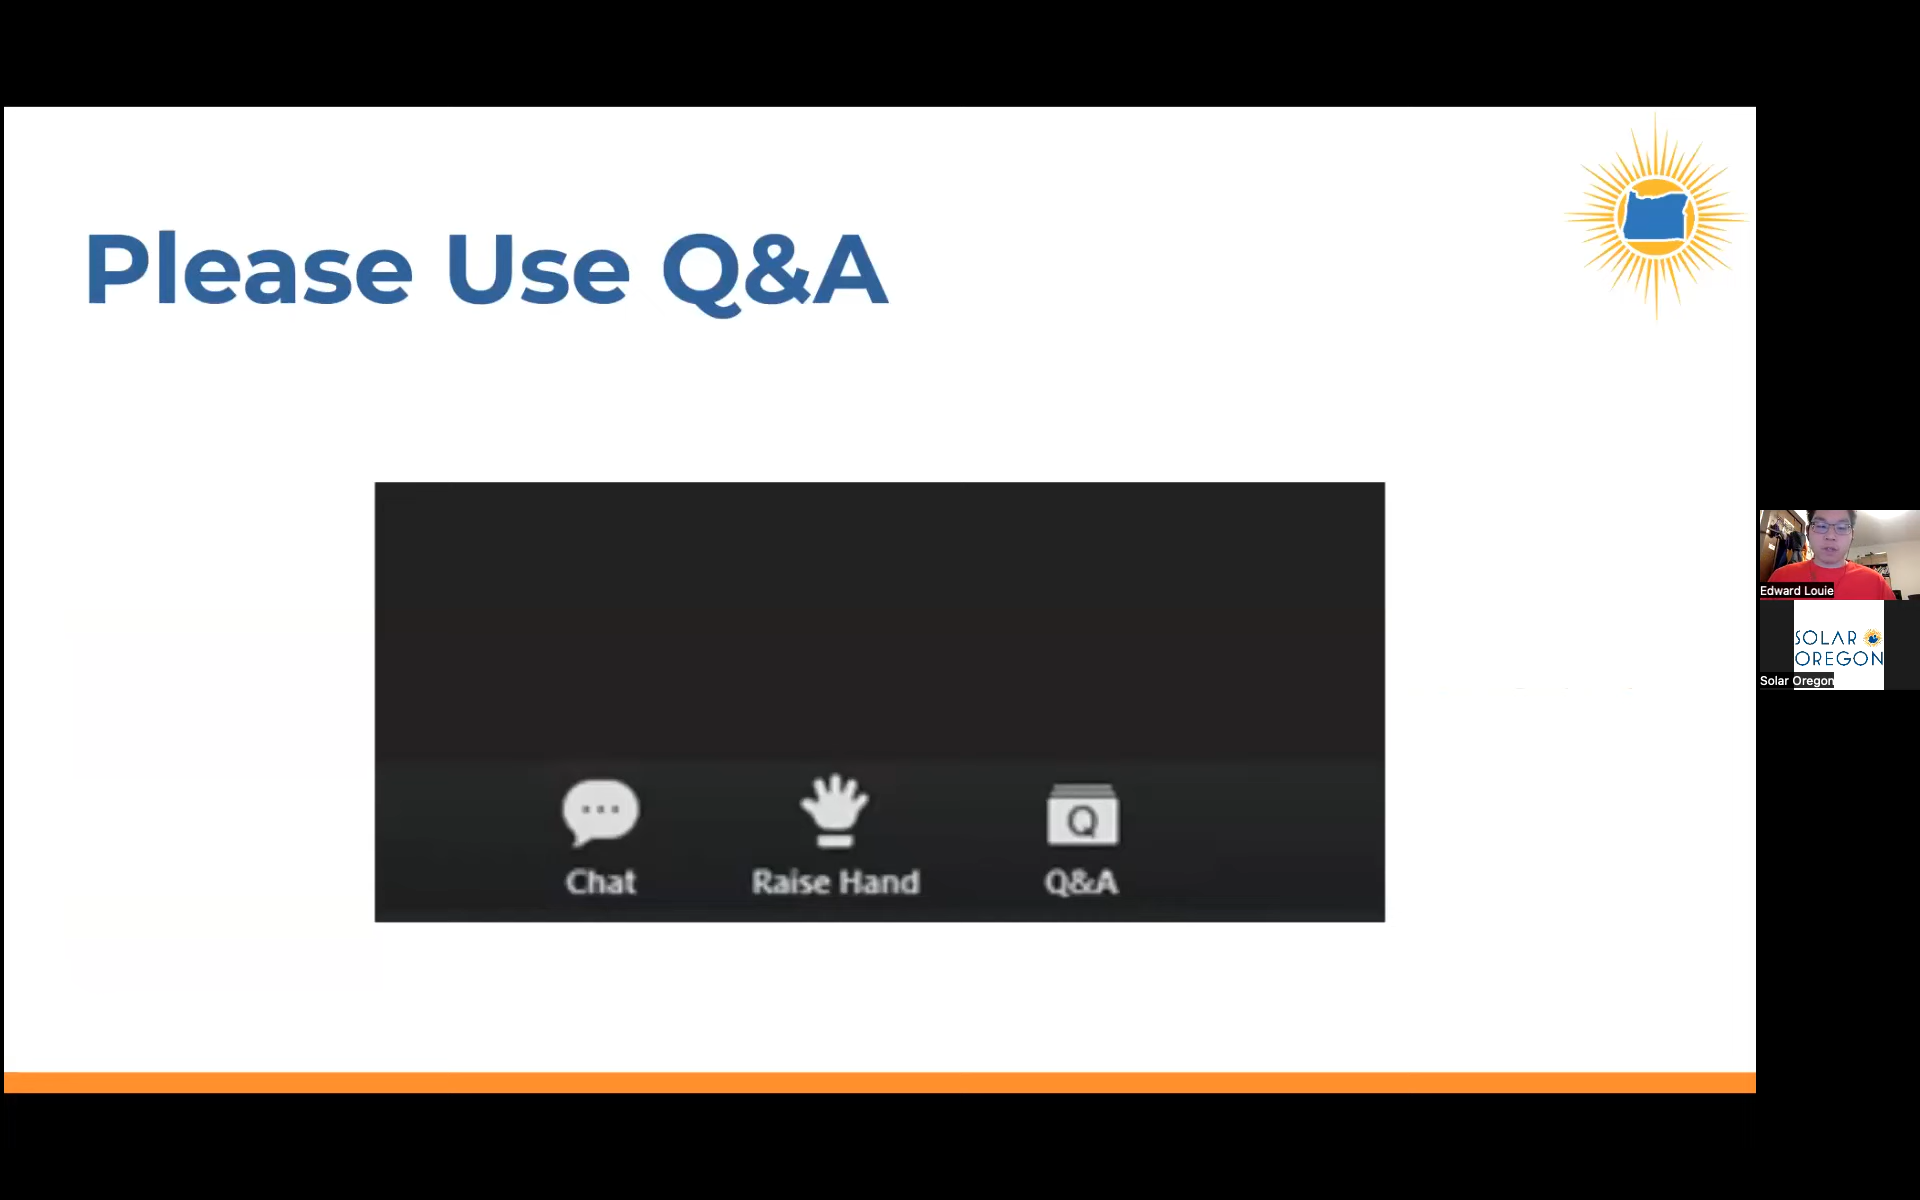 Please Use Q&A
Q
Chat
Raise Hand
Q&A
Edward Louie
SOLAR
OREGON
Solar Oregon